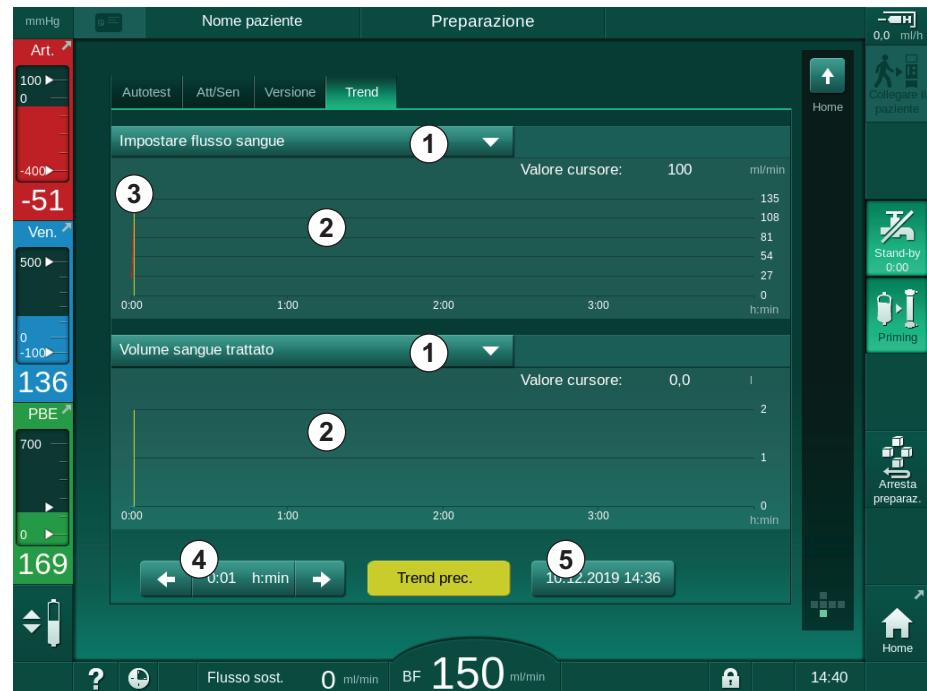 mmHg
Nome paziente
Preparazione
0,0 ml/h
Art.
100
0
-400
-51
Ven.
500
0
-100
136
PBE
700
0
169
Autotest
Att/Sen
Versione
Trend
Home
Collegare il
paziente
Impostare flusso sangue
1
Valore cursore: 100 ml/min
3
2
135
108
81
54
27
0
0:00 1:00 2:00 3:00 h:min
Volume sangue trattato
1
Valore cursore: 0,0 l
2
2
1
0
0:00 1:00 2:00 3:00 h:min
4
0:01 h:min
Trend prec.
5
10.12.2019 14:36
Stand-by
0:00
Priming
Arresta
preparaz.
Home
?
Flusso sost. 0 ml/min
BF 150 ml/min
14:40